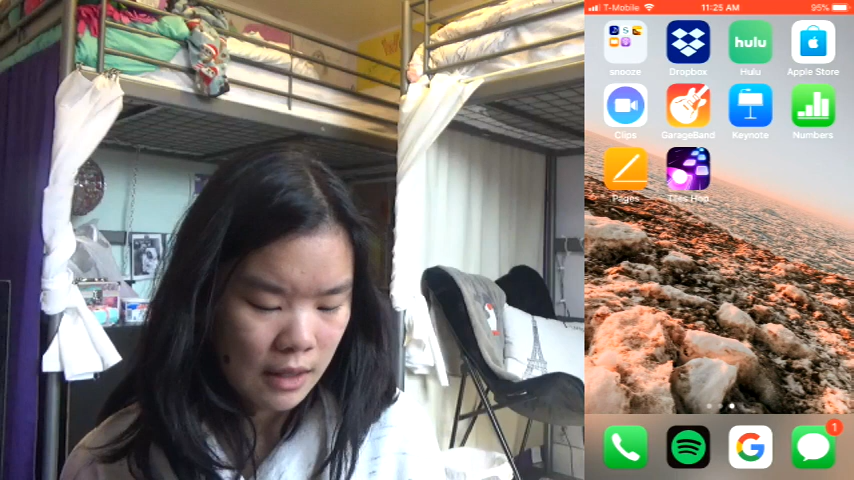 T-Mobile 11:25 AM 95%
snooze Dropbox Hulu Apple Store
hulu
Clips GarageBand Keynote Numbers
Pages Tiles Hop
1